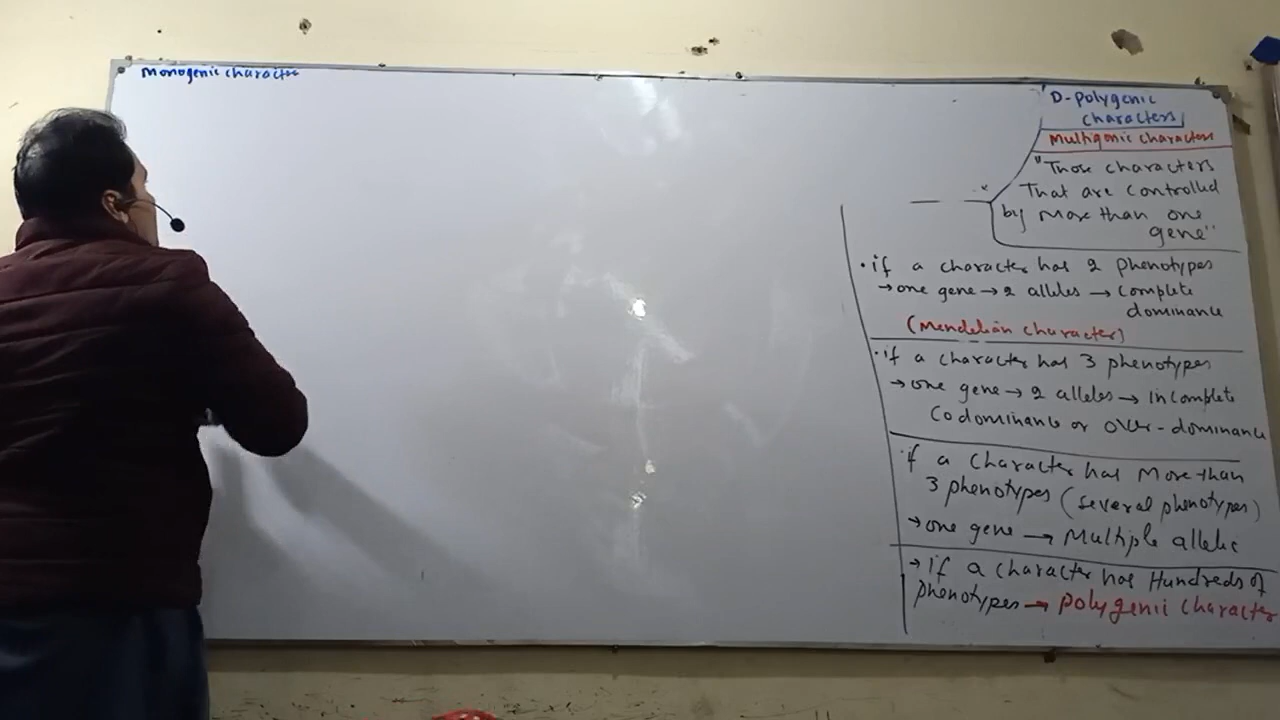 Monogenic character
D-Polygenic
characters
Multigenic characters
"Those characters
That are controlled
by more than one
gene"
• if a character has 2 phenotypes
→ one gene → 2 alleles → complete
dominance
(Mendelian character)
• if a character has 3 phenotypes
→ one gene → 2 alleles → incomplete
Codominance or over-dominance
if a character has More than
3 phenotypes (several phenotypes)
→ one gene → Multiple allelic
→ if a character has Hundreds of
phenotypes → polygenic character